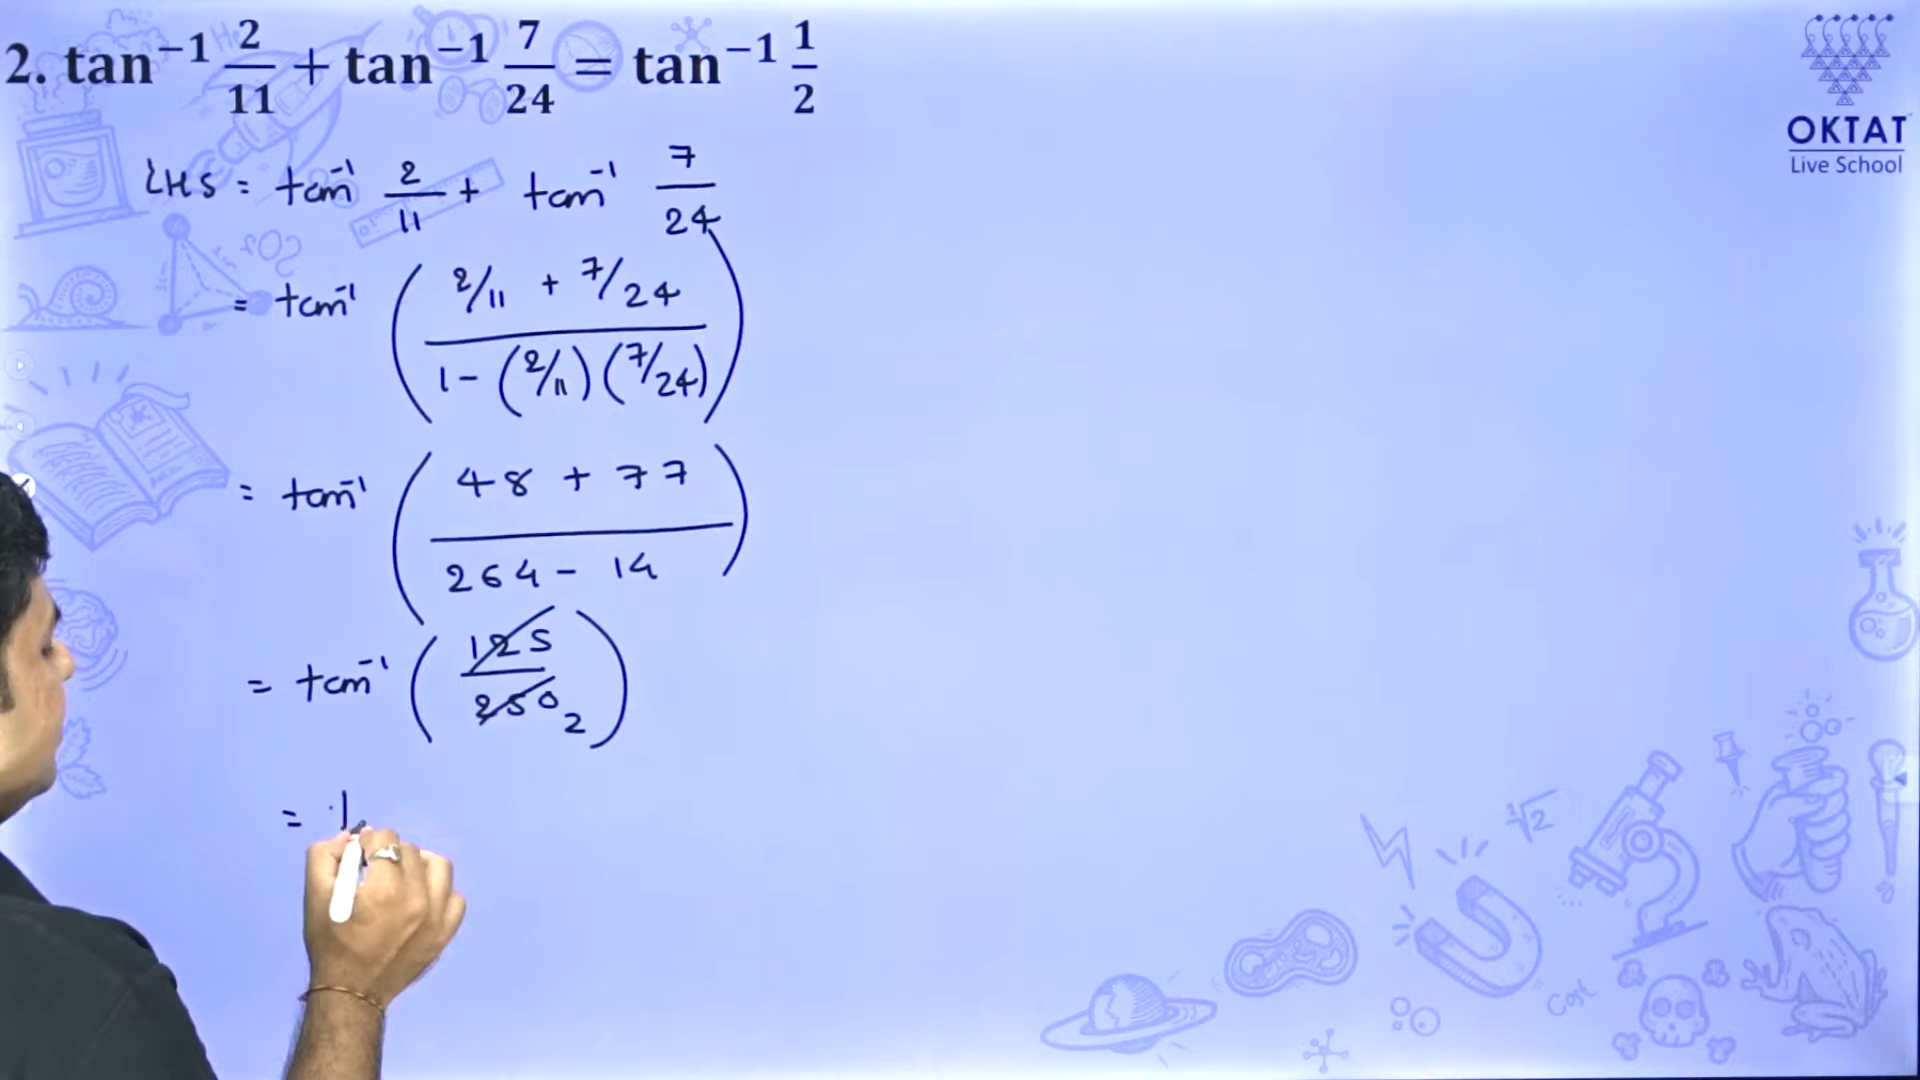 2. tan⁻¹ 2/11 + tan⁻¹ 7/24 = tan⁻¹ 1/2
OKTAT
Live School
LHS = tan⁻¹ 2/11 + tan⁻¹ 7/24
= tan⁻¹ ( (2/11 + 7/24) / (1 - (2/11)(7/24)) )
= tan⁻¹ ( (48 + 77) / (264 - 14) )
= tan⁻¹ ( 125 / 250 2 )
=
√2
Cost